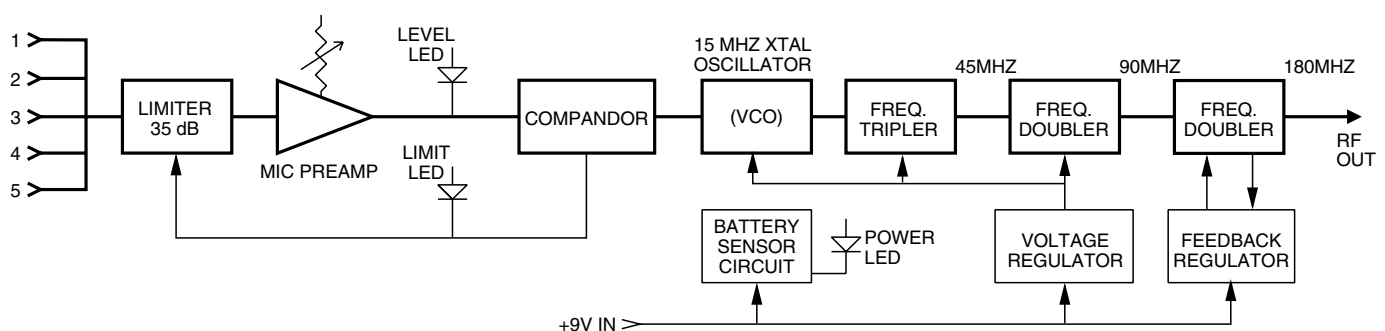 1
2
3
4
5
LIMITER
35 dB
MIC PREAMP
LEVEL
LED
LIMIT
LED
COMPANDOR
15 MHZ XTAL
OSCILLATOR
(VCO)
FREQ.
TRIPLER
45MHZ
FREQ.
DOUBLER
90MHZ
FREQ.
DOUBLER
180MHZ
RF
OUT
BATTERY
SENSOR
CIRCUIT
POWER
LED
VOLTAGE
REGULATOR
FEEDBACK
REGULATOR
+9V IN